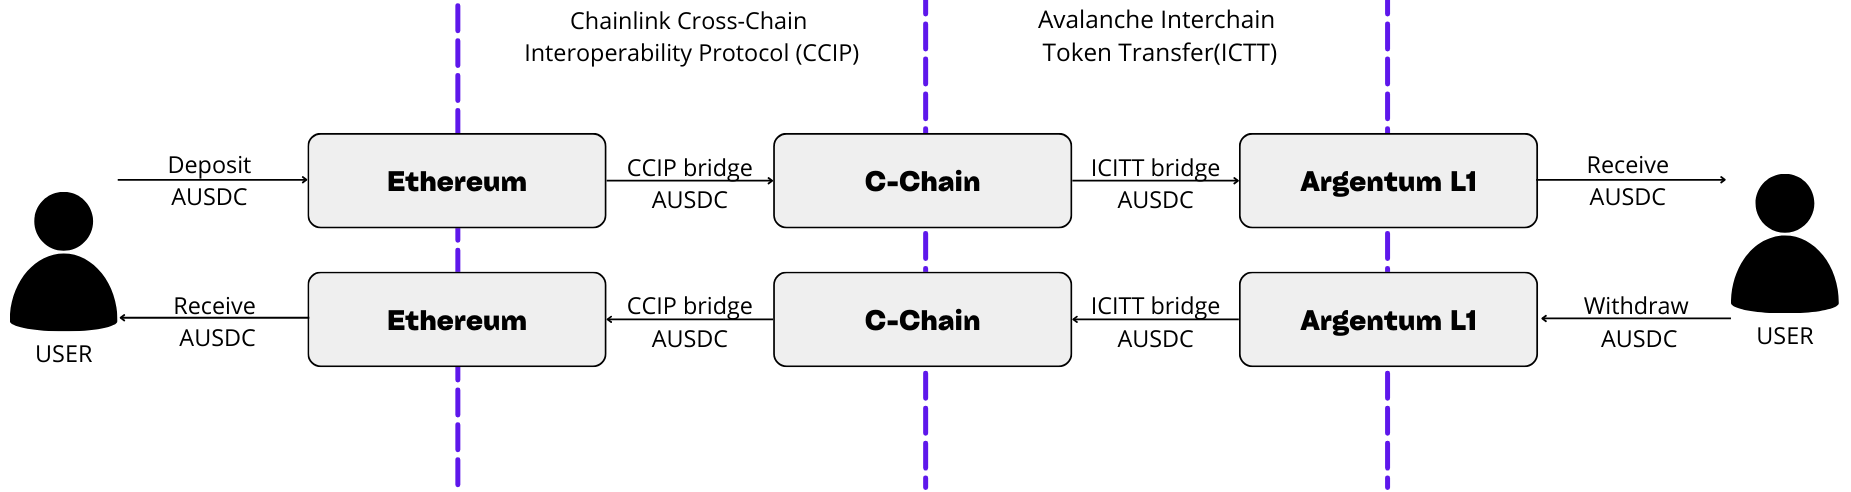 Chainlink Cross-Chain
Interoperability Protocol (CCIP)
Avalanche Interchain
Token Transfer(ICTT)
Deposit
AUSDC
Ethereum
CCIP bridge
AUSDC
C-Chain
ICITT bridge
AUSDC
Argentum L1
Receive
AUSDC
Receive
AUSDC
Ethereum
CCIP bridge
AUSDC
C-Chain
ICITT bridge
AUSDC
Argentum L1
Withdraw
AUSDC
USER
USER